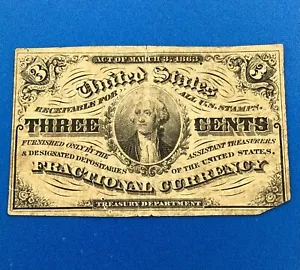 ACT OF MARCH 3, 1863
3 3
United States
RECEIVABLE FOR ALL U.S. STAMPS.
THREE CENTS
FURNISHED ONLY BY THE ASSISTANT TREASURERS
& DESIGNATED DEPOSITARIES OF THE UNITED STATES,
FRACTIONAL CURRENCY
TREASURY DEPARTMENT